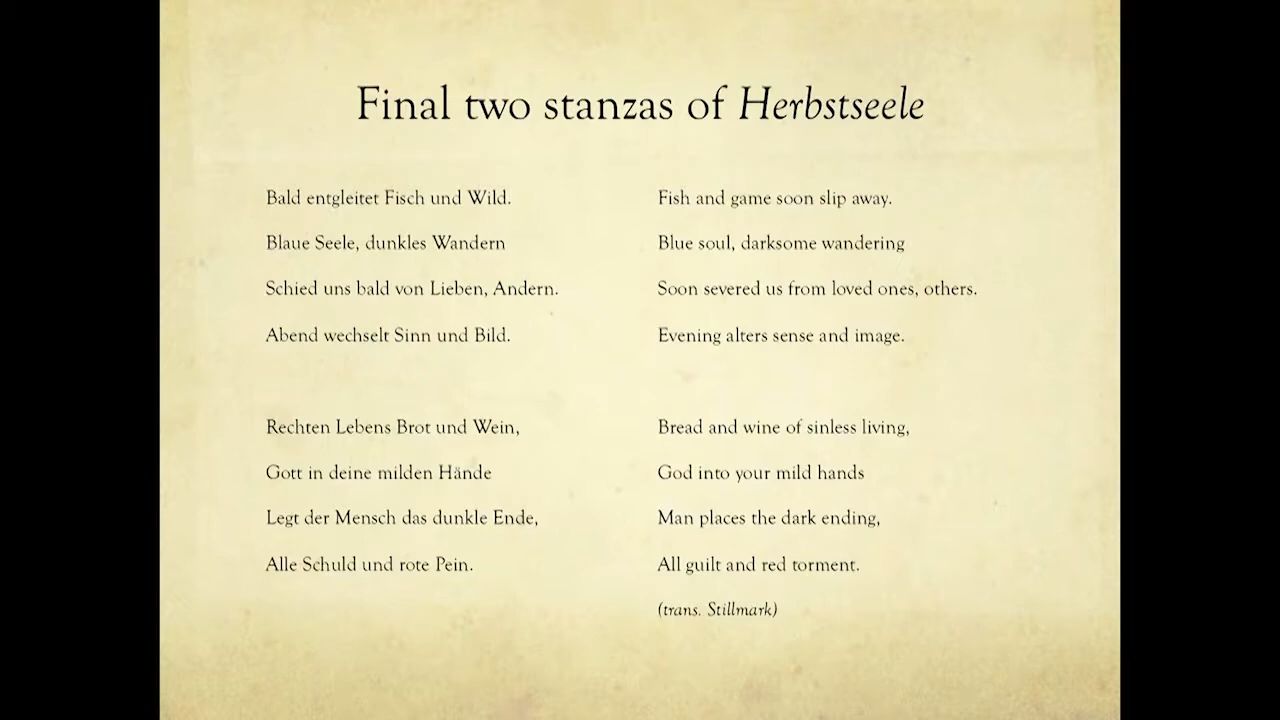 Final two stanzas of Herbstseele
Bald entgleitet Fisch und Wild.
Blaue Seele, dunkles Wandern
Schied uns bald von Lieben, Andern.
Abend wechselt Sinn und Bild.
Rechten Lebens Brot und Wein,
Gott in deine milden Hände
Legt der Mensch das dunkle Ende,
Alle Schuld und rote Pein.
Fish and game soon slip away.
Blue soul, darksome wandering
Soon severed us from loved ones, others.
Evening alters sense and image.
Bread and wine of sinless living,
God into your mild hands
Man places the dark ending,
All guilt and red torment.
(trans. Stillmark)